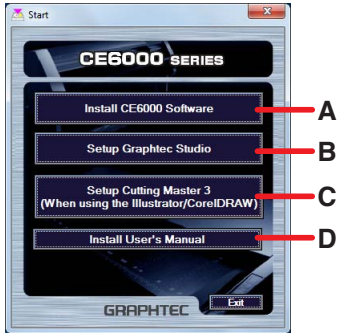 Start
CE6000 SERIES
Install CE6000 Software
A
Setup Graphtec Studio
B
Setup Cutting Master 3
(When using the Illustrator/CorelDRAW)
C
Install User's Manual
D
GRAPHTEC
Exit